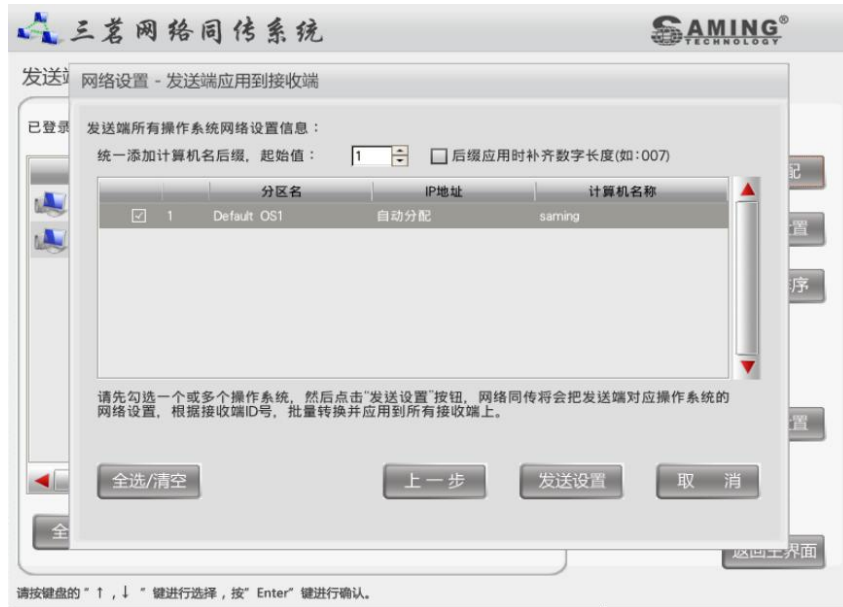 三茗网络同传系统
SAMING®
TECHNOLOGY
发送
网络设置 - 发送端应用到接收端
已登录
发送端所有操作系统网络设置信息：
统一添加计算机名后缀，起始值： 1 后缀应用时补齐数字长度(如:007)
配
分区名 IP地址 计算机名称
1 Default OS1 自动分配 saming
置
序
请先勾选一个或多个操作系统，然后点击“发送设置”按钮，网络同传将会把发送端对应操作系统的
网络设置，根据接收端ID号，批量转换并应用到所有接收端上。
置
全选/清空 上一步 发送设置 取 消
全
返回主界面
请按键盘的“↑,↓ ”键进行选择，按“Enter”键进行确认。